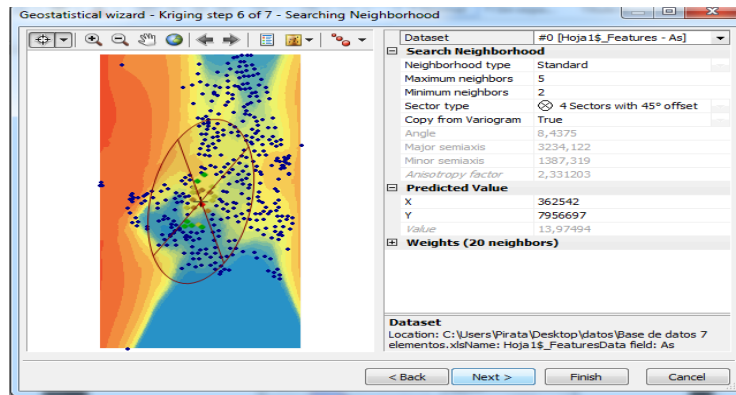 Geostatistical wizard - Kriging step 6 of 7 - Searching Neighborhood
Dataset #0 [Hoja1$_Features - As]
Search Neighborhood
Neighborhood type Standard
Maximum neighbors 5
Minimum neighbors 2
Sector type 4 Sectors with 45° offset
Copy from Variogram True
Angle 8,4375
Major semiaxis 3234,122
Minor semiaxis 1387,319
Anisotropy factor 2,331203
Predicted Value
X 362542
Y 7956697
Value 13,97494
Weights (20 neighbors)
Dataset
Location: C:\Users\Pirata\Desktop\datos\Base de datos 7
elementos.xlsName: Hoja1$_FeaturesData field: As
< Back Next > Finish Cancel